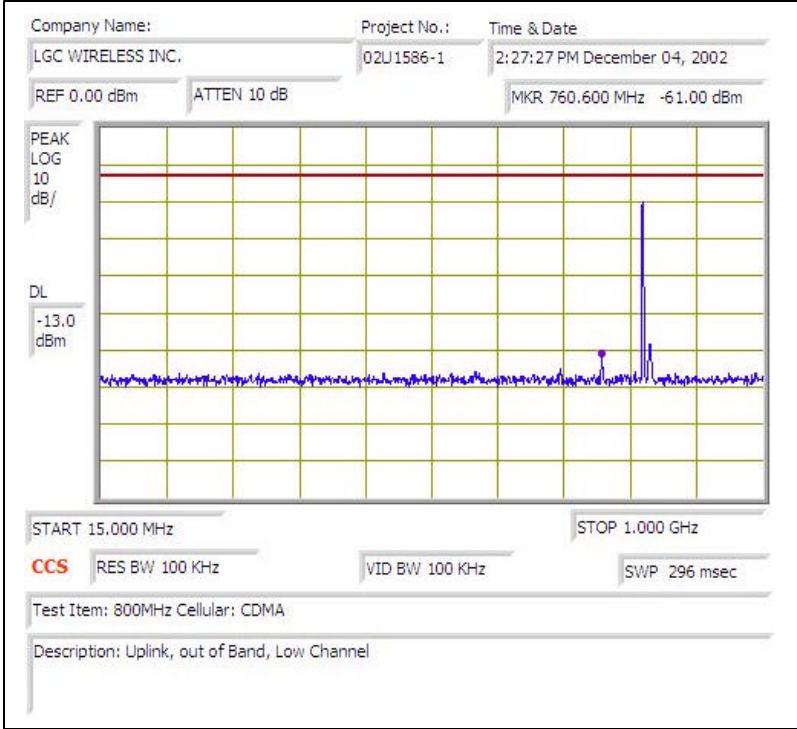 Company Name:
Project No.:
Time & Date
LGC WIRELESS INC.
02U1586-1
2:27:27 PM December 04, 2002
REF 0.00 dBm
ATTEN 10 dB
MKR 760.600 MHz -61.00 dBm
PEAK
LOG
10
dB/
DL
-13.0
dBm
START 15.000 MHz
STOP 1.000 GHz
CCS
RES BW 100 KHz
VID BW 100 KHz
SWP 296 msec
Test Item: 800MHz Cellular: CDMA
Description: Uplink, out of Band, Low Channel